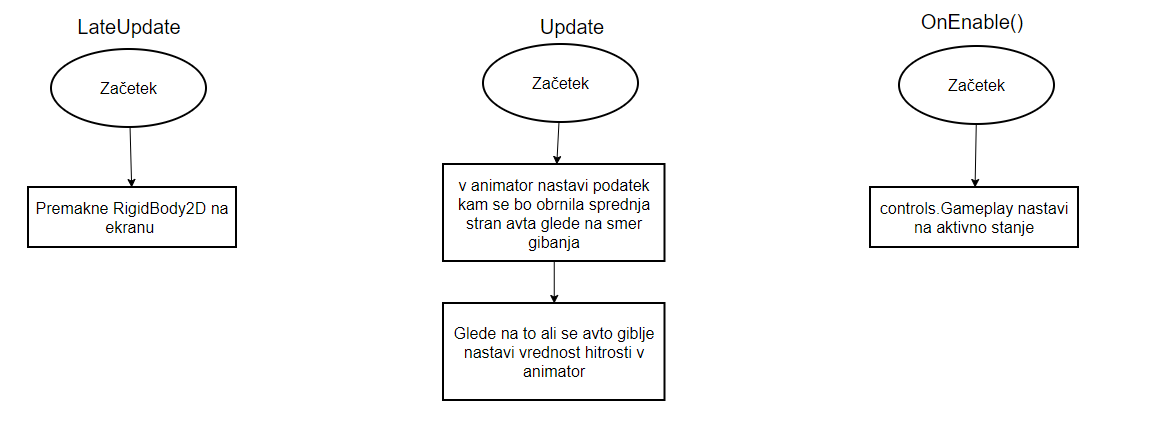 LateUpdate
Začetek
Premakne RigidBody2D na
ekranu
Update
Začetek
v animator nastavi podatek
kam se bo obrnila sprednja
stran avta glede na smer
gibanja
Glede na to ali se avto giblje
nastavi vrednost hitrosti v
animator
OnEnable()
Začetek
controls.Gameplay nastavi
na aktivno stanje